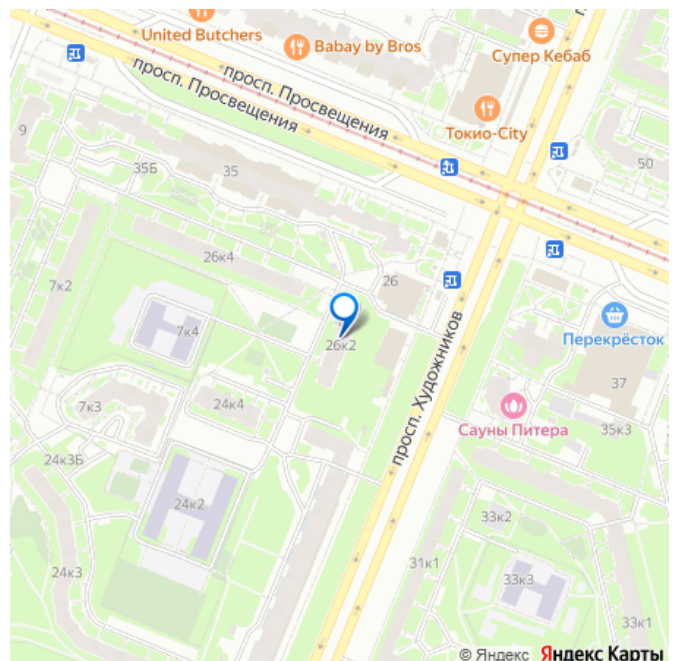 United Butchers
Babay by Bros
Супер Кебаб
просп. Просвещения
просп. Просвещения
Токио-City
9
35Б
35
50
26к4
26
7к2
7к4
26к2
просп. Художников
Перекрёсток
37
7к3
24к4
Сауны Питера
35к3
24к3Б
24к2
33к2
24к3
31к1
33к3
33к1
© Яндекс Яндекс Карты